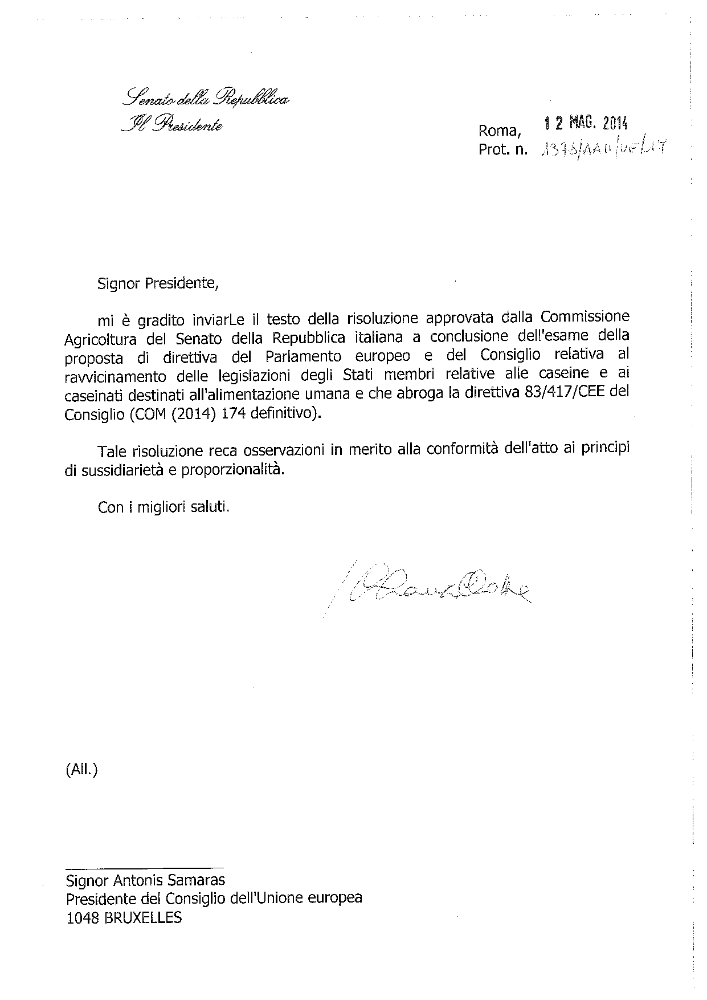 Senato della Repubblica
Il Presidente
Roma, 12 MAG. 2014
Prot. n.
Signor Presidente,
mi è gradito inviarLe il testo della risoluzione approvata dalla Commissione
Agricoltura del Senato della Repubblica italiana a conclusione dell'esame della
proposta di direttiva del Parlamento europeo e del Consiglio relativa al
ravvicinamento delle legislazioni degli Stati membri relative alle caseine e ai
caseinati destinati all'alimentazione umana e che abroga la direttiva 83/417/CEE del
Consiglio (COM (2014) 174 definitivo).
Tale risoluzione reca osservazioni in merito alla conformità dell'atto ai principi
di sussidiarietà e proporzionalità.
Con i migliori saluti.
(All.)
Signor Antonis Samaras
Presidente del Consiglio dell'Unione europea
1048 BRUXELLES